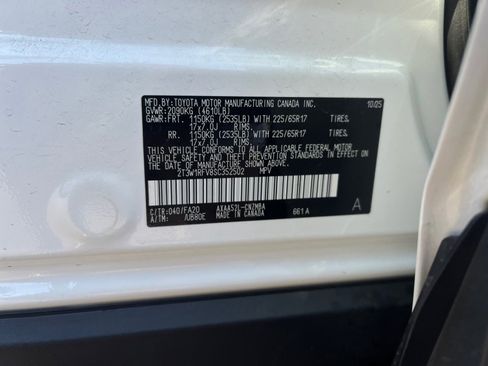 MFD.BY:TOYOTA MOTOR MANUFACTURING CANADA INC. 10/25
GVWR:2090KG (4610LB)
GAWR:FRT. 1150KG (2535LB) WITH 225/65R17 TIRES,
17x7.0J RIMS,
RR. 1150KG (2535LB) WITH 225/65R17 TIRES,
17x7.0J RIMS,
THIS VEHICLE CONFORMS TO ALL APPLICABLE FEDERAL MOTOR
VEHICLE SAFETY, BUMPER, AND THEFT PREVENTION STANDARDS
IN EFFECT ON THE DATE OF MANUFACTURE SHOWN ABOVE.
2T3W1RFV8SC352502 MPV
C/TR:040/FA20 AXAA52L-CNZMBA 661A A
A/TM: /UB80E MADE IN CANADA